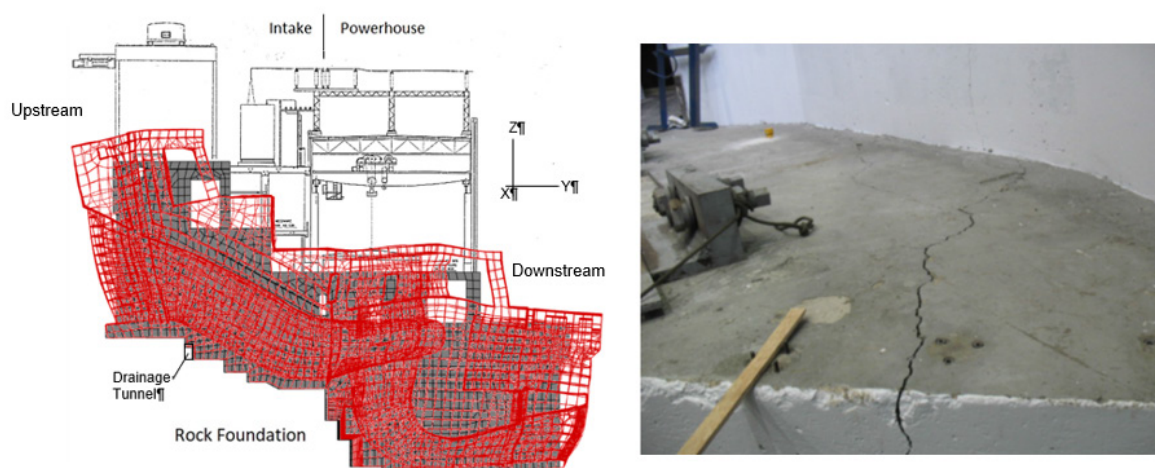 Intake
Powerhouse
Upstream
Z¶
X¶
Y¶
Downstream
Drainage
Tunnel¶
Rock Foundation